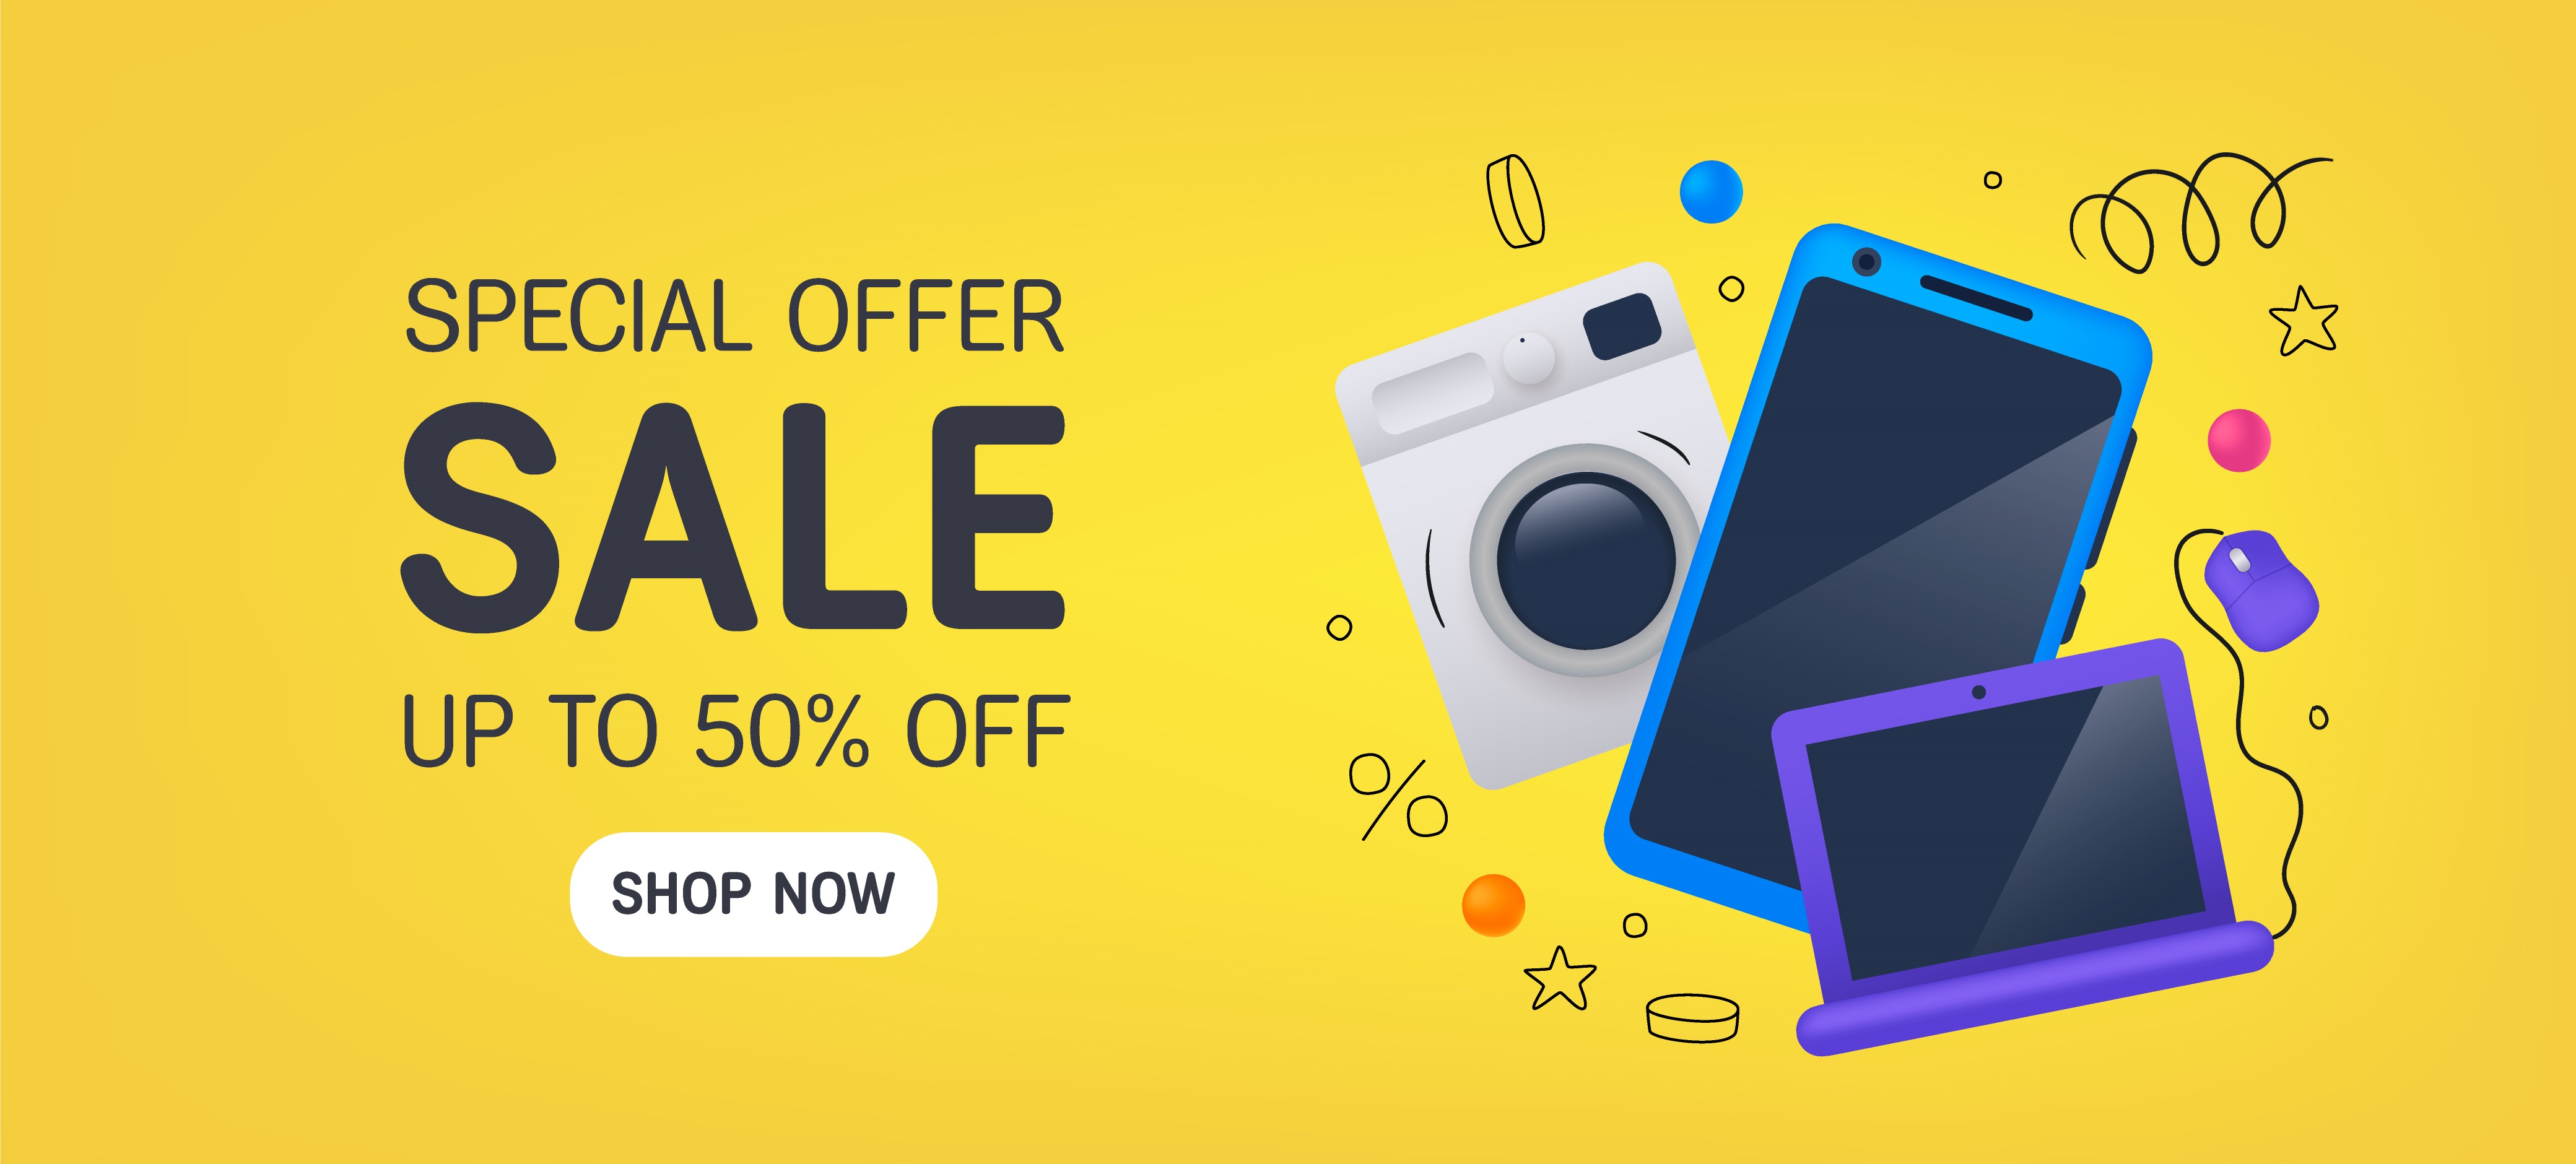 SPECIAL OFFER
SALE
UP TO 50% OFF
SHOP NOW
%